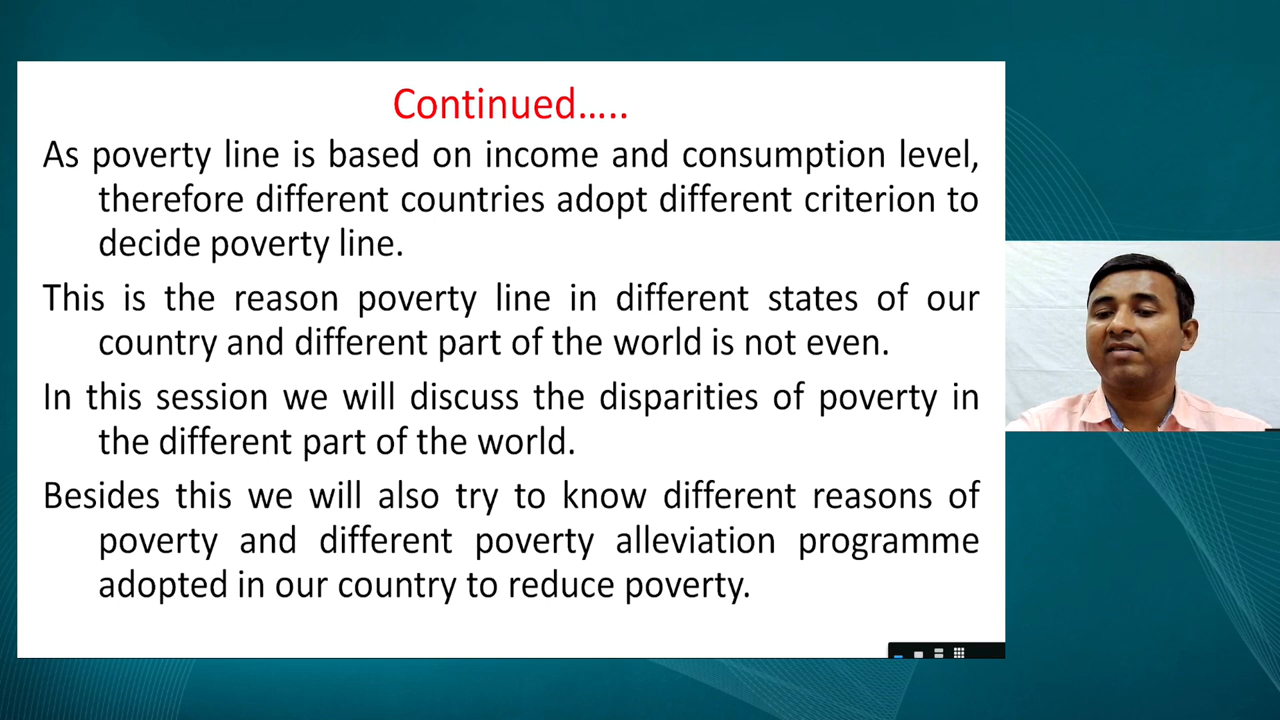 Continued.....
As poverty line is based on income and consumption level,
therefore different countries adopt different criterion to
decide poverty line.
This is the reason poverty line in different states of our
country and different part of the world is not even.
In this session we will discuss the disparities of poverty in
the different part of the world.
Besides this we will also try to know different reasons of
poverty and different poverty alleviation programme
adopted in our country to reduce poverty.